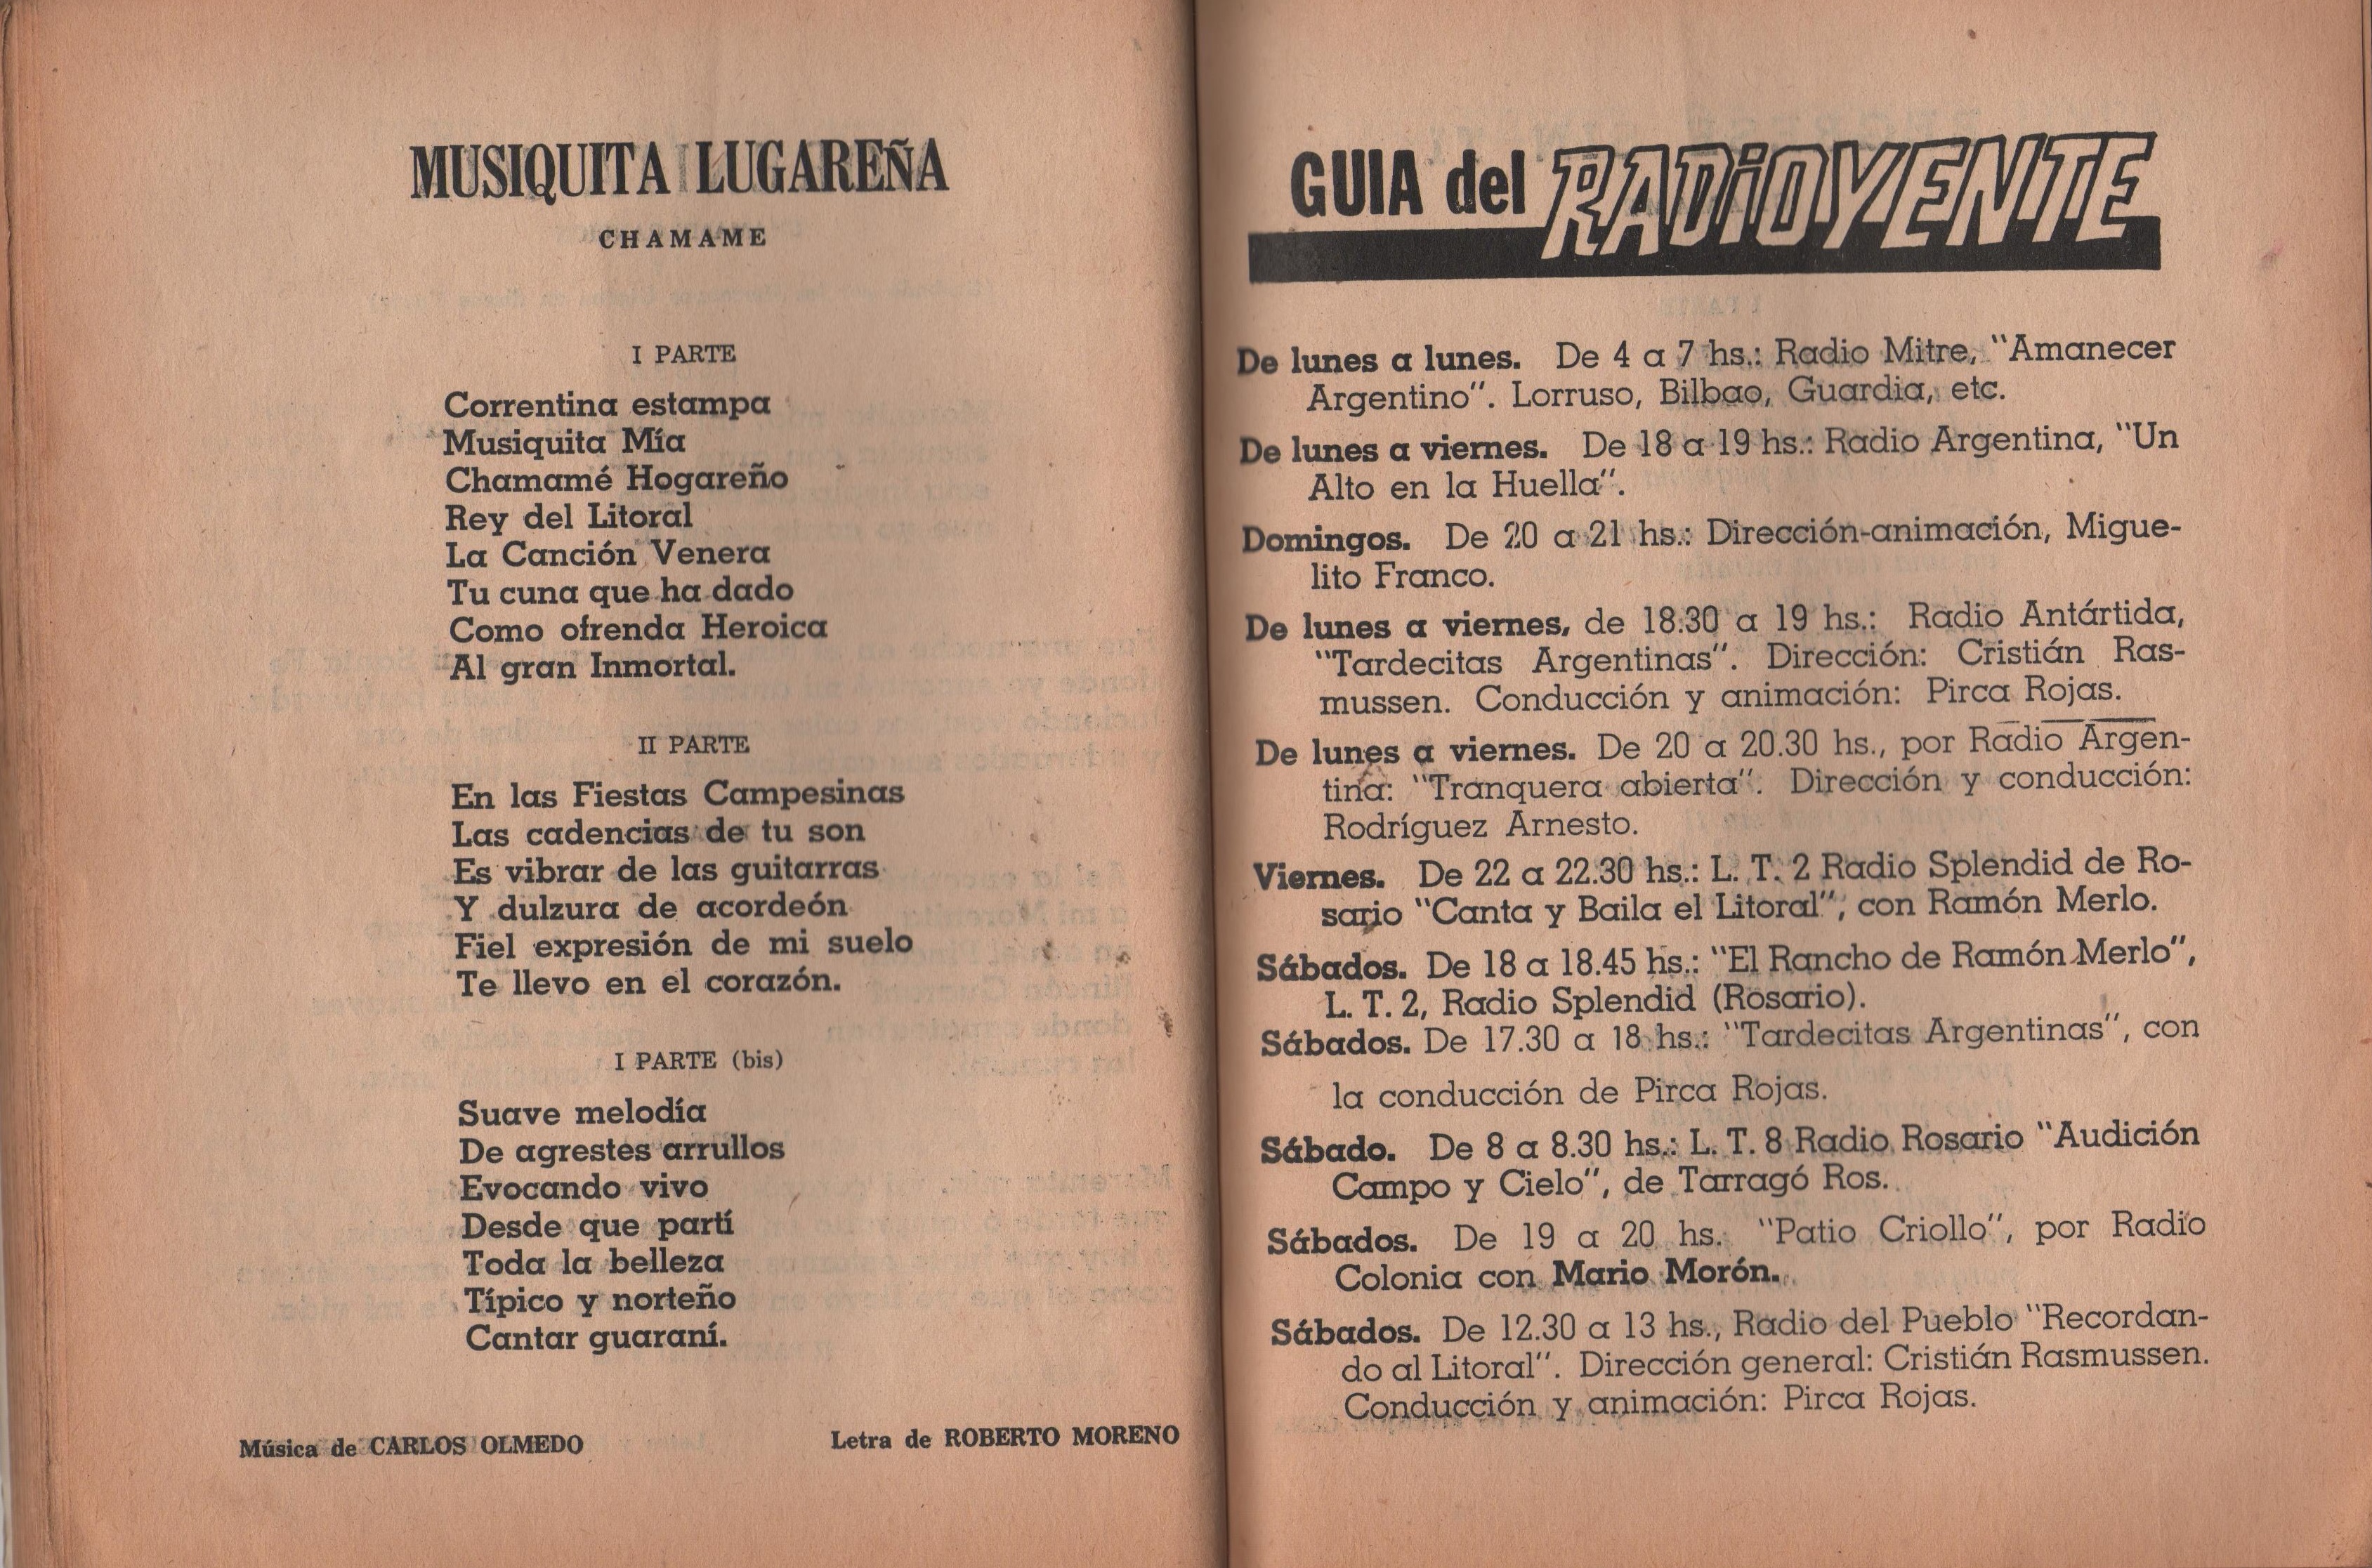 MUSIQUITA LUGAREÑA
CHAMAME
I PARTE
Correntina estampa
Musiquita Mía
Chamamé Hogareño
Rey del Litoral
La Canción Venera
Tu cuna que ha dado
Como ofrenda Heroica
Al gran Inmortal.
II PARTE
En las Fiestas Campesinas
Las cadencias de tu son
Es vibrar de las guitarras
Y dulzura de acordeón
Fiel expresión de mi suelo
Te llevo en el corazón.
I PARTE (bis)
Suave melodía
De agrestes arrullos
Evocando vivo
Desde que partí
Toda la belleza
Típico y norteño
Cantar guaraní.
Música de CARLOS OLMEDO
Letra de ROBERTO MORENO
GUIA del RADIOYENTE
De lunes a lunes. De 4 a 7 hs.: Radio Mitre, "Amanecer
Argentino". Lorruso, Bilbao, Guardia, etc.
De lunes a viernes. De 18 a 19 hs.: Radio Argentina, "Un
Alto en la Huella".
Domingos. De 20 a 21 hs.: Dirección-animación, Migue-
lito Franco.
De lunes a viernes, de 18:30 a 19 hs.: Radio Antártida,
"Tardecitas Argentinas". Dirección: Cristián Ras-
mussen. Conducción y animación: Pirca Rojas.
De lunes a viernes. De 20 a 20.30 hs., por Radio Argen-
tina: "Tranquera abierta". Dirección y conducción:
Rodríguez Arnesto.
Viernes. De 22 a 22.30 hs.: L. T. 2 Radio Splendid de Ro-
sario "Canta y Baila el Litoral", con Ramón Merlo.
Sábados. De 18 a 18.45 hs.: "El Rancho de Ramón Merlo",
L. T. 2, Radio Splendid (Rosario).
Sábados. De 17.30 a 18 hs.: "Tardecitas Argentinas", con
la conducción de Pirca Rojas.
Sábado. De 8 a 8.30 hs.: L. T. 8 Radio Rosario "Audición
Campo y Cielo", de Tarragó Ros.
Sábados. De 19 a 20 hs. "Patio Criollo", por Radio
Colonia con Mario Morón.
Sábados. De 12.30 a 13 hs., Radio del Pueblo "Recordan-
do al Litoral". Dirección general: Cristián Rasmussen.
Conducción y animación: Pirca Rojas.